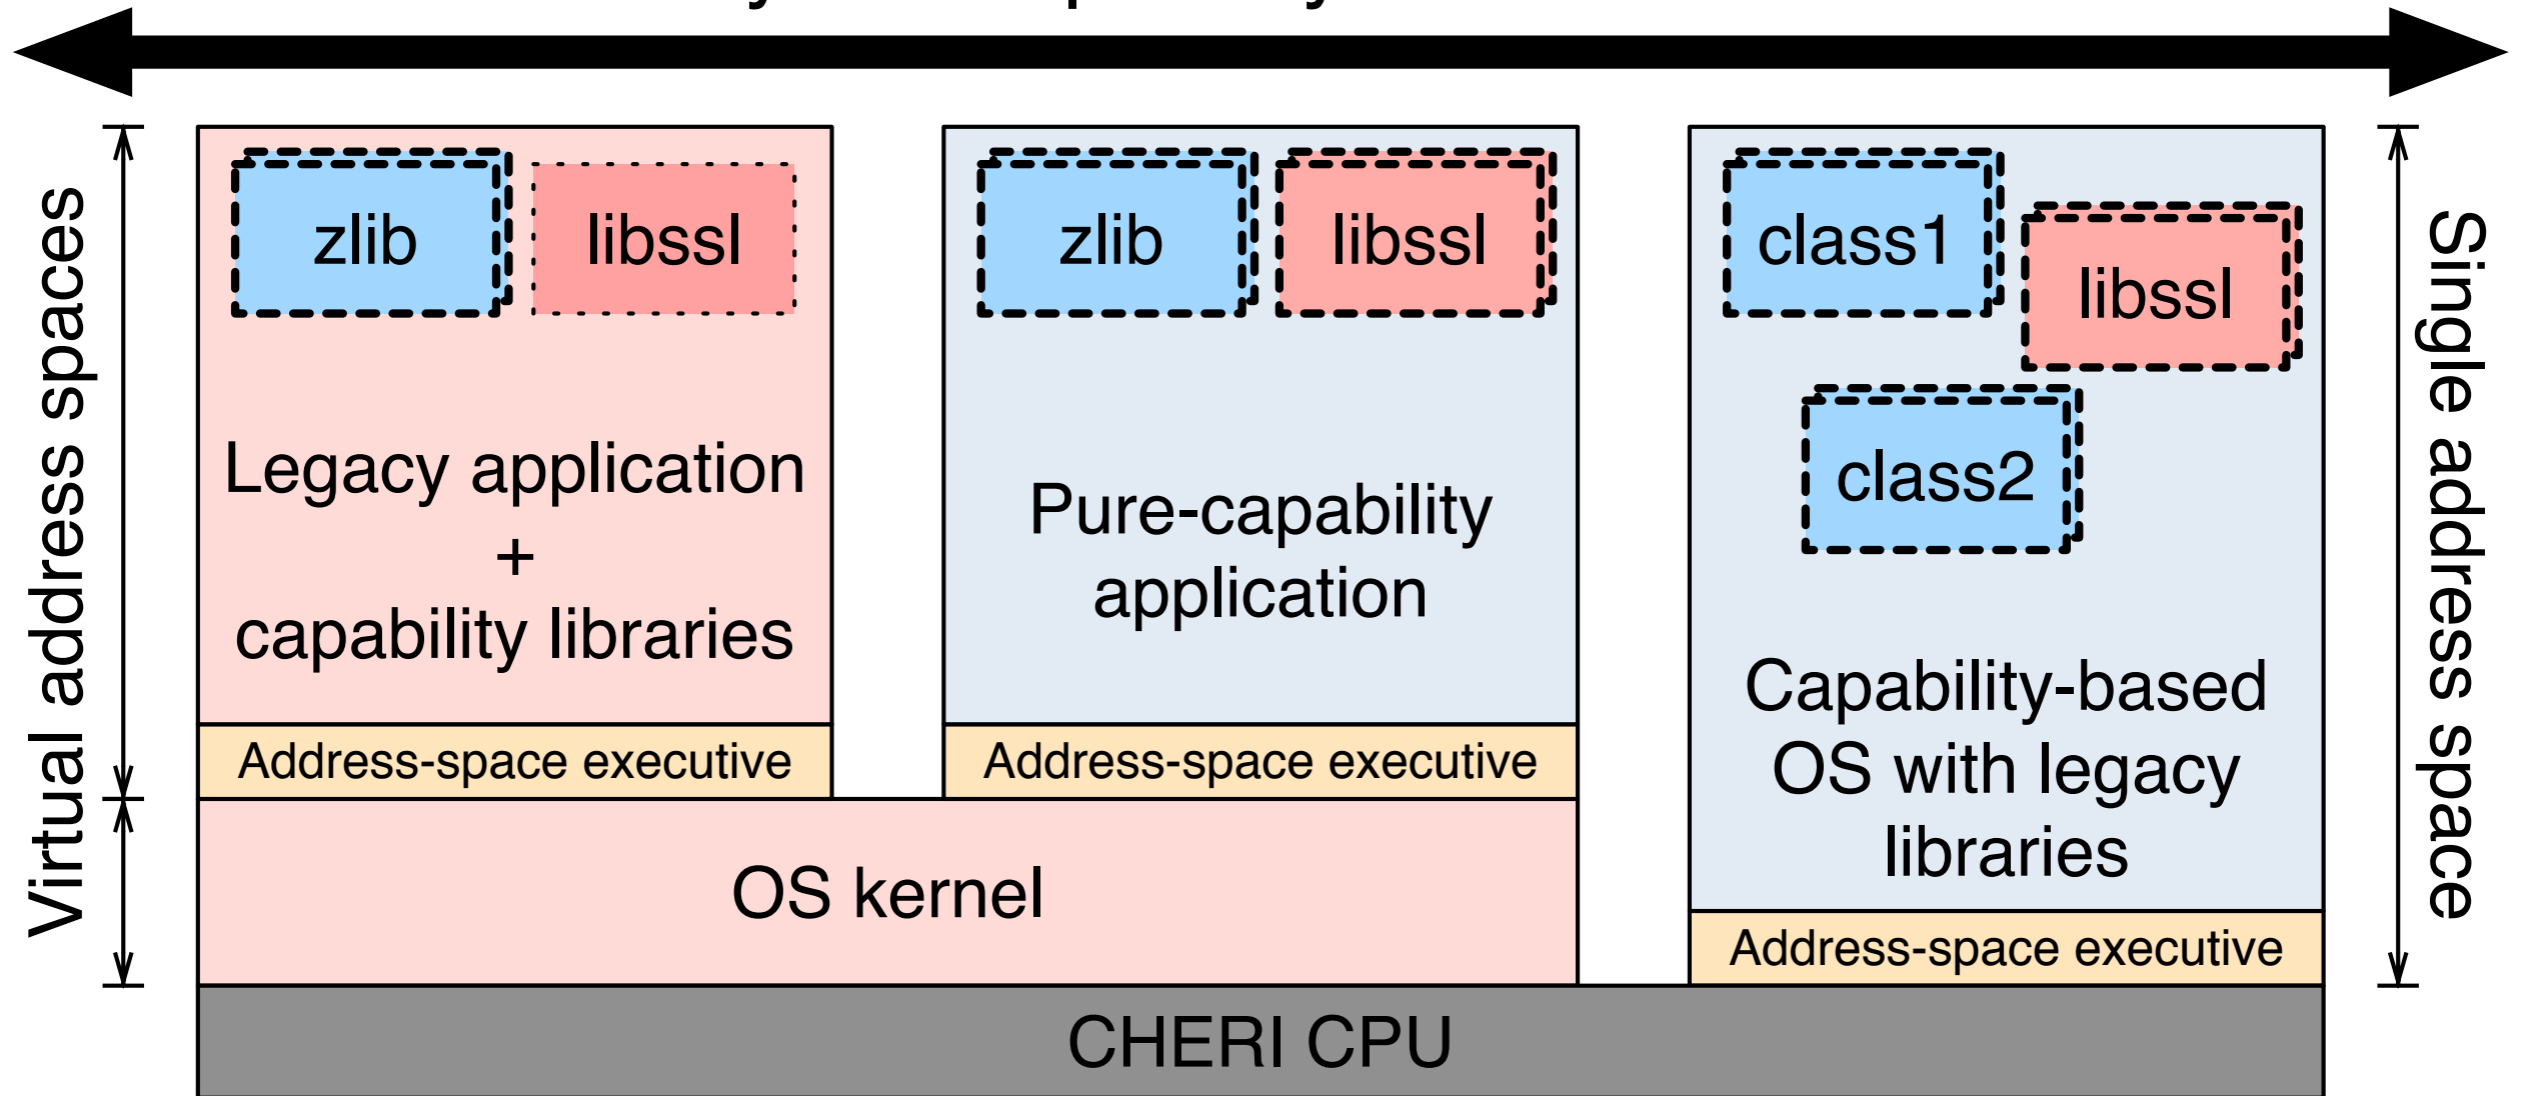 Virtual address spaces
zlib
libssl
Legacy application
+
capability libraries
Address-space executive
zlib
libssl
Pure-capability
application
Address-space executive
class1
libssl
class2
Capability-based
OS with legacy
libraries
Address-space executive
Single address space
OS kernel
CHERI CPU